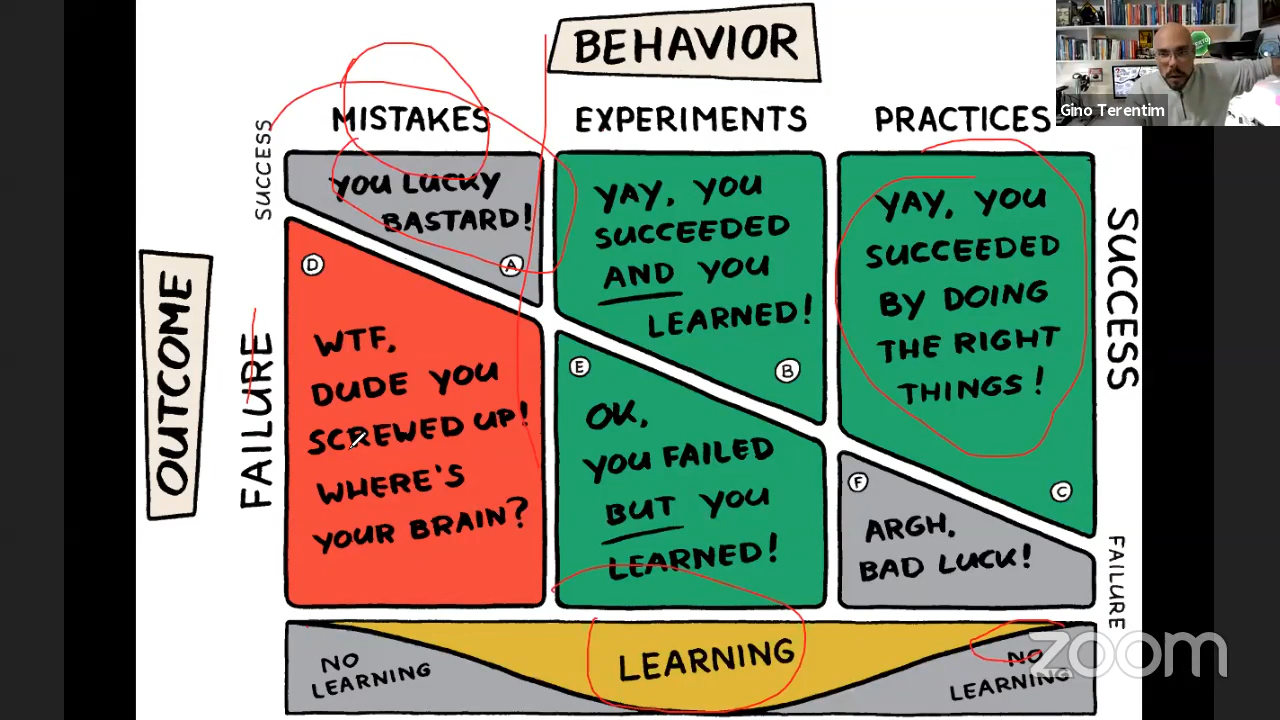 BEHAVIOR
Gino Terentim
MISTAKES
EXPERIMENTS
PRACTICES
SUCCESS
YOU LUCKY
BASTARD!
A
YAY, YOU
SUCCEEDED
AND YOU
LEARNED!
B
YAY, YOU
SUCCEEDED
BY DOING
THE RIGHT
THINGS!
C
SUCCESS
OUTCOME
FAILURE
D
WTF,
DUDE YOU
SCREWED UP!
WHERE'S
YOUR BRAIN?
E
OK,
YOU FAILED
BUT YOU
LEARNED!
F
ARGH,
BAD LUCK!
FAILURE
NO
LEARNING
LEARNING
NO
LEARNING
zoom